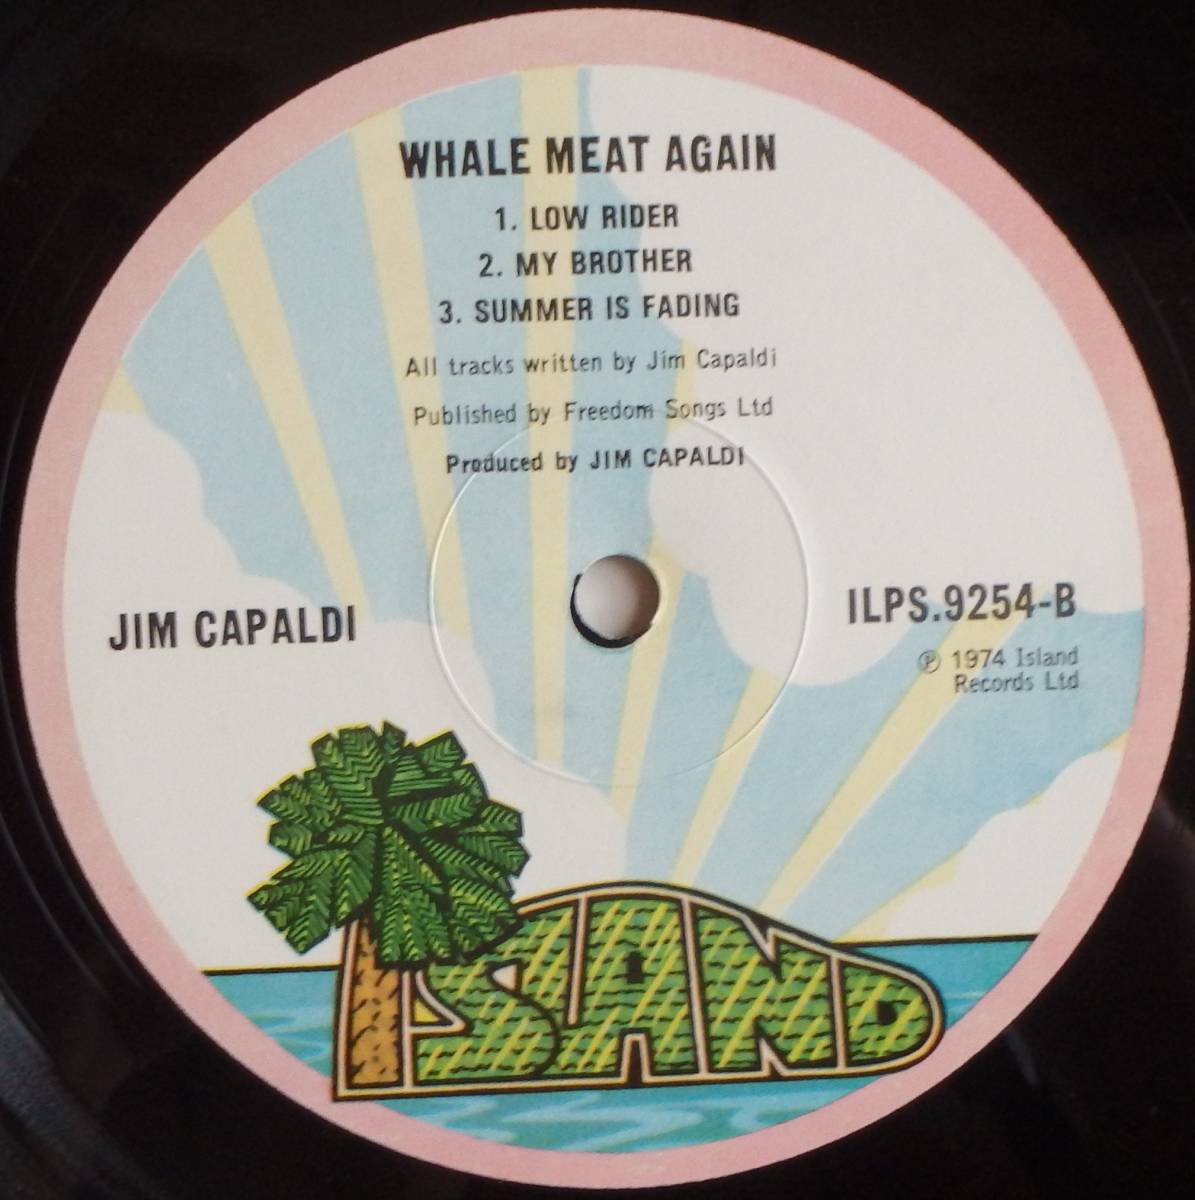 WHALE MEAT AGAIN
1. LOW RIDER
2. MY BROTHER
3. SUMMER IS FADING
All tracks written by Jim Capaldi
Published by Freedom Songs Ltd
Produced by JIM CAPALDI
JIM CAPALDI
ILPS.9254-B
℗ 1974 Island
Records Ltd
ISLAND